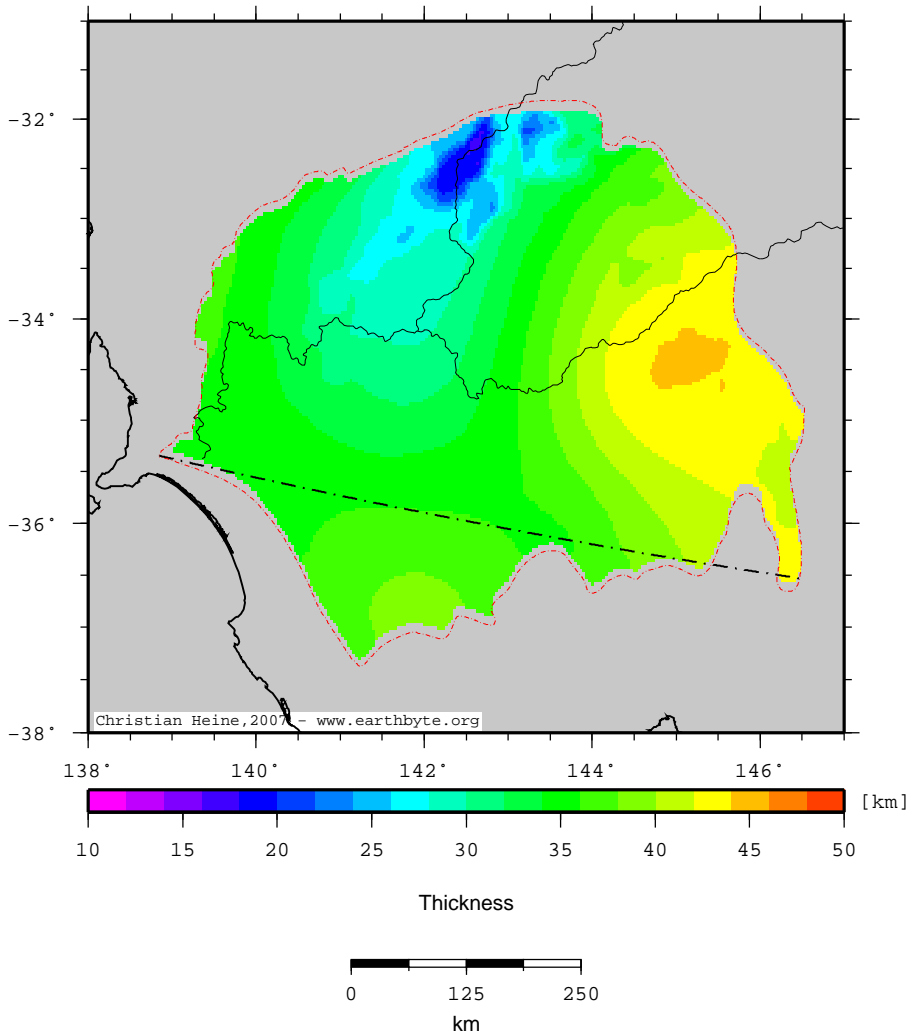 −32°
−34°
−36°
−38°
Christian Heine,2007 - www.earthbyte.org
138° 140° 142° 144° 146°
[km]
10 15 20 25 30 35 40 45 50
Thickness
0 125 250
km